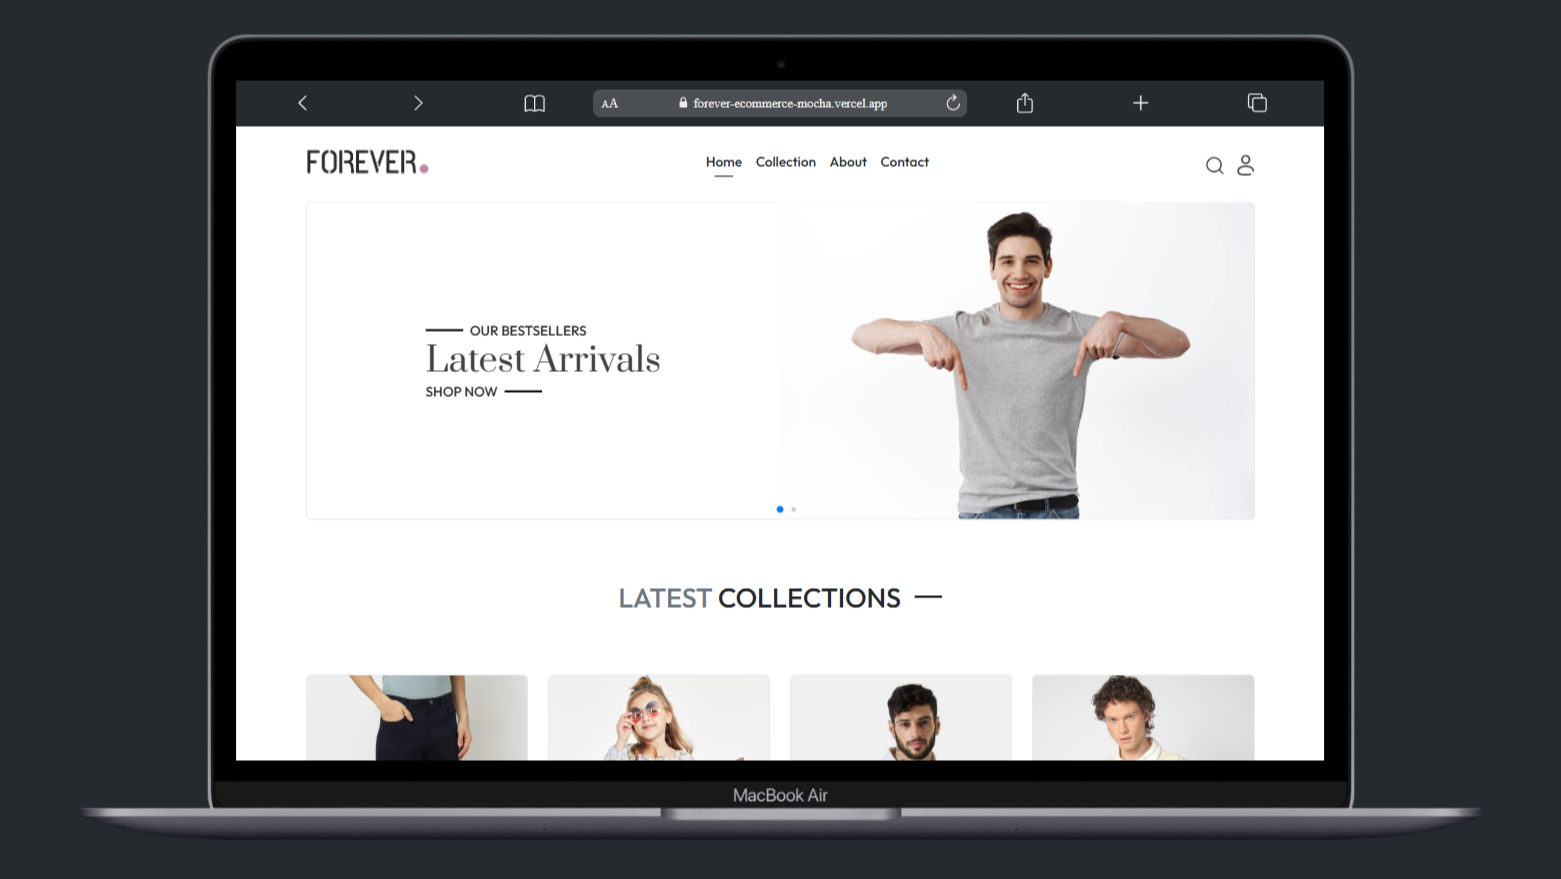 AA forever-ecommerce-mocha.vercel.app
FOREVER.
Home Collection About Contact
OUR BESTSELLERS
Latest Arrivals
SHOP NOW
LATEST COLLECTIONS
MacBook Air